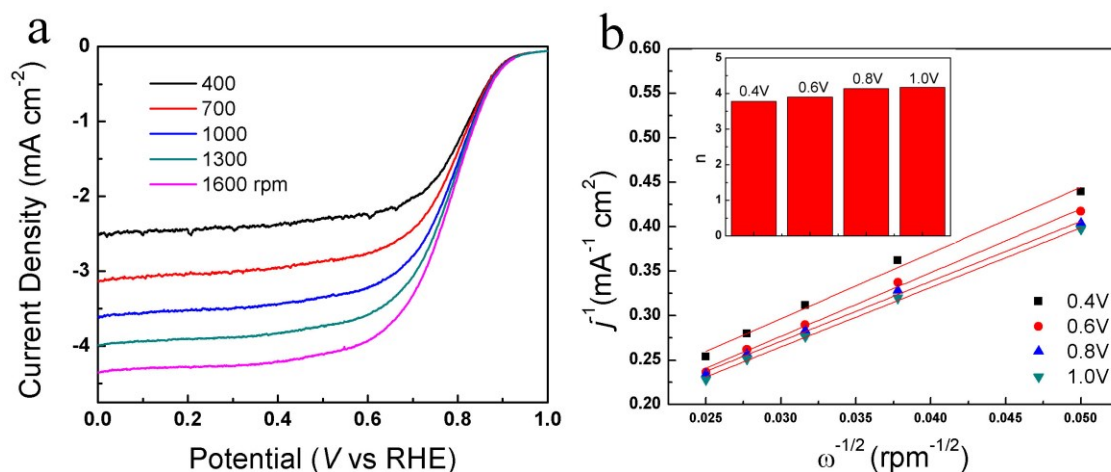 a
Current Density (mA cm-2)
0
-1
-2
-3
-4
400
700
1000
1300
1600 rpm
0.0
0.2
0.4
0.6
0.8
1.0
Potential (V vs RHE)
b
j-1(mA-1 cm2)
0.60
0.55
0.50
0.45
0.40
0.35
0.30
0.25
0.20
n
5
4
3
2
1
0
0.4V
0.6V
0.8V
1.0V
0.4V
0.6V
0.8V
1.0V
0.025
0.030
0.035
0.040
0.045
0.050
ω-1/2 (rpm-1/2)